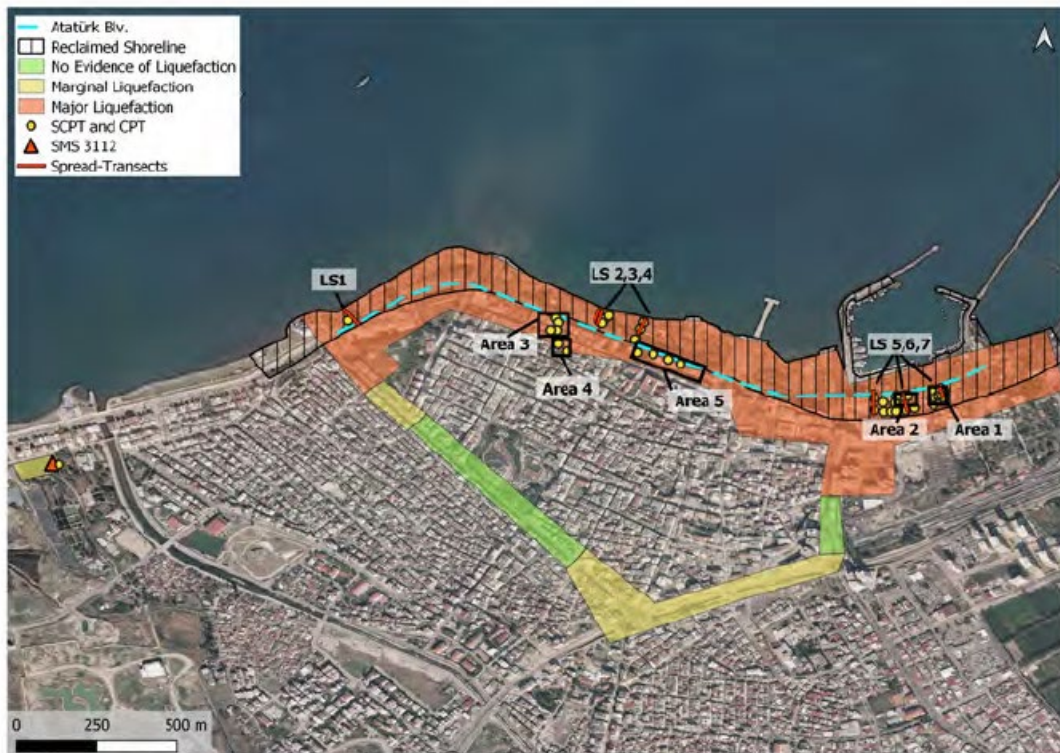 Atatürk Blv.
Reclaimed Shoreline
No Evidence of Liquefaction
Marginal Liquefaction
Major Liquefaction
SCPT and CPT
SMS 3112
Spread-Transects
LS1
LS 2,3,4
Area 3
Area 4
Area 5
LS 5,6,7
Area 2
Area 1
0 250 500 m